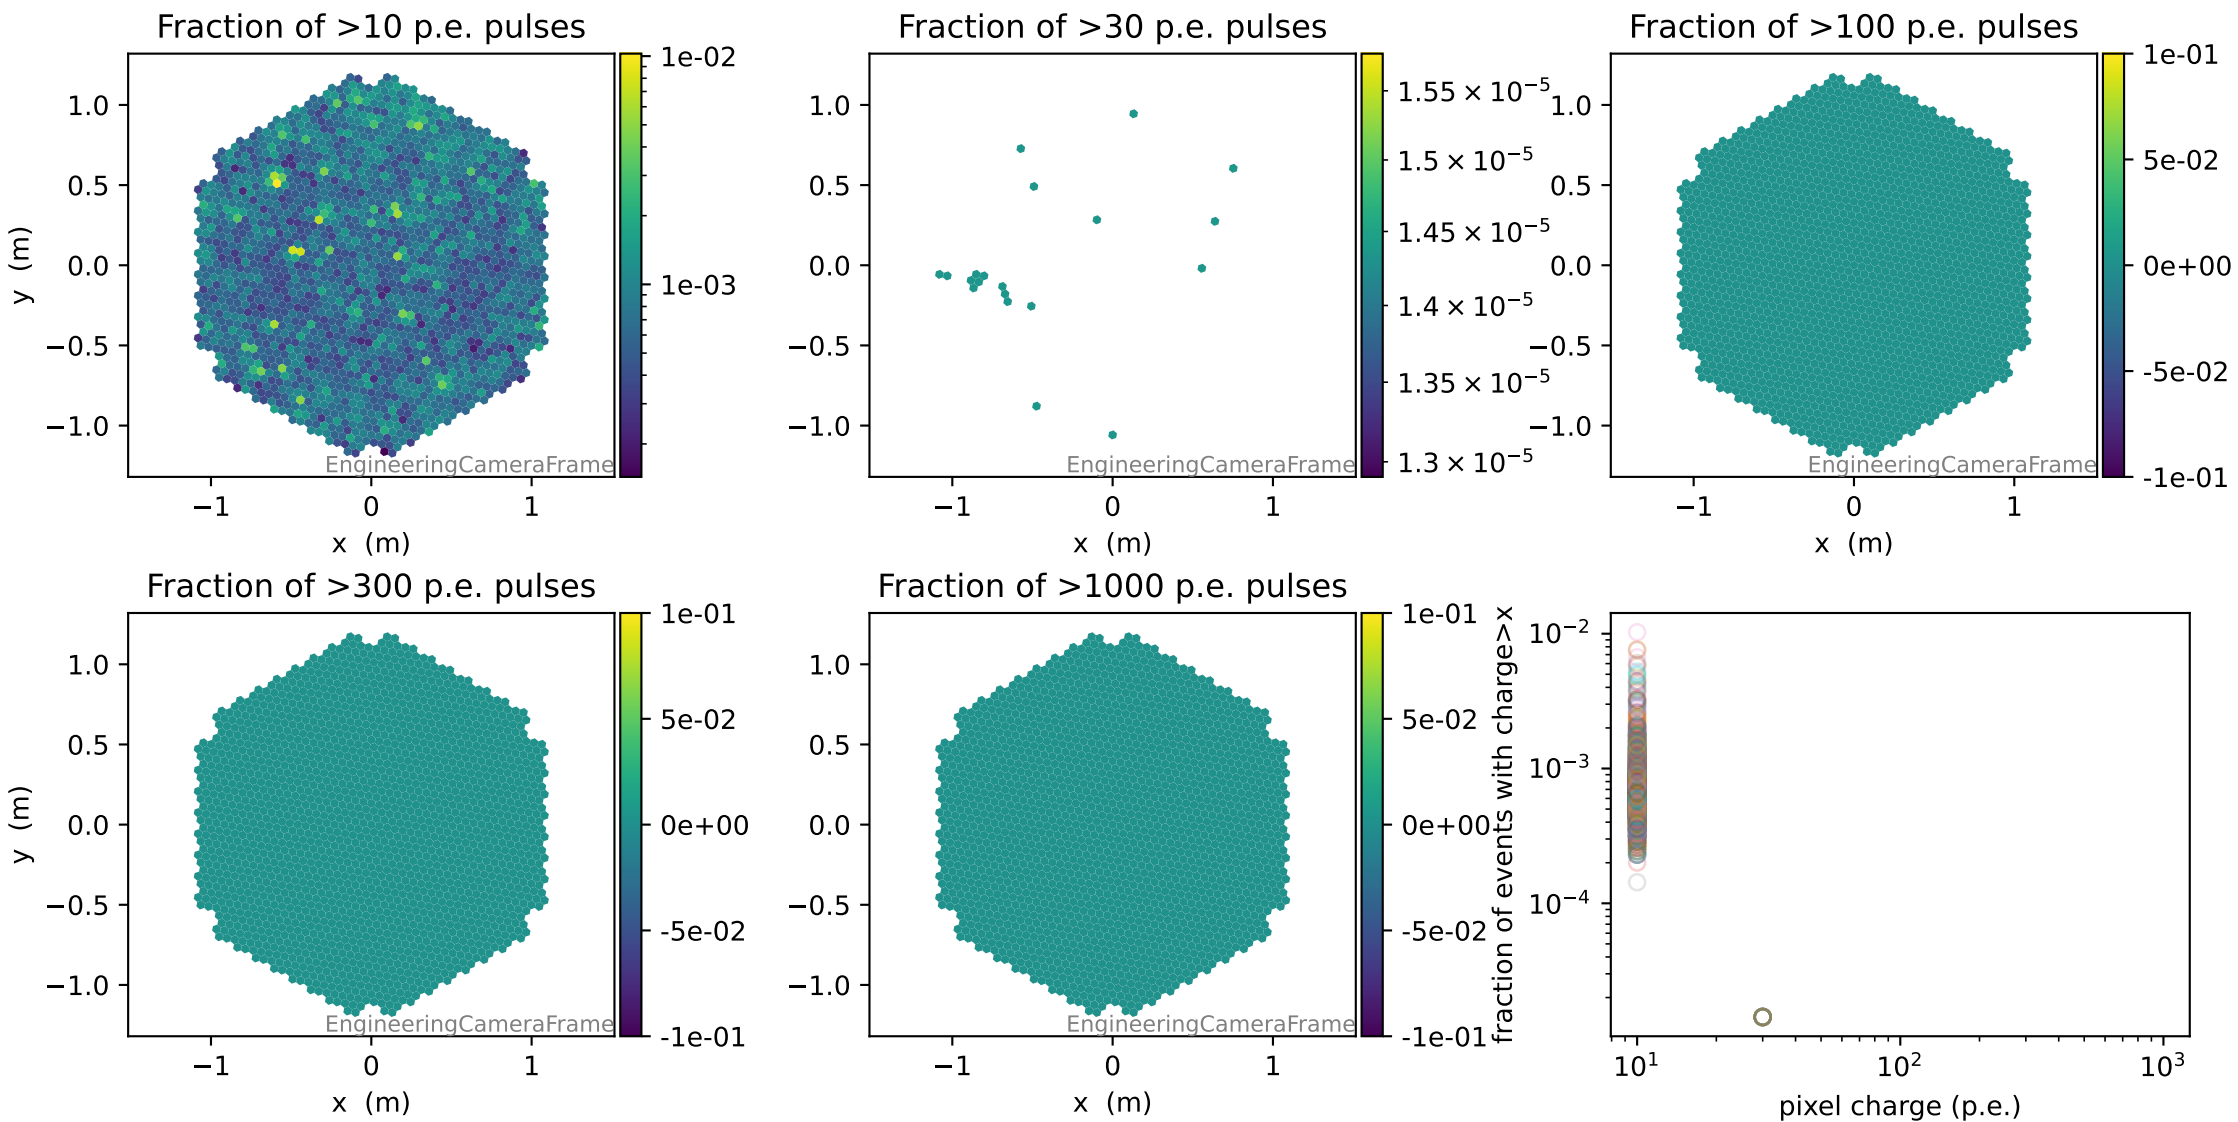 Fraction of >10 p.e. pulses
1.0
0.5
0.0
−0.5
−1.0
y (m)
−1
0
1
x (m)
EngineeringCameraFrame
1e-02
1e-03
Fraction of >30 p.e. pulses
1.0
0.5
0.0
−0.5
−1.0
−1
0
1
x (m)
EngineeringCameraFrame
1.55 × 10⁻⁵
1.5 × 10⁻⁵
1.45 × 10⁻⁵
1.4 × 10⁻⁵
1.35 × 10⁻⁵
1.3 × 10⁻⁵
Fraction of >100 p.e. pulses
1.0
0.5
0.0
−0.5
−1.0
−1
0
1
x (m)
EngineeringCameraFrame
1e-01
5e-02
0e+00
-5e-02
-1e-01
Fraction of >300 p.e. pulses
1.0
0.5
0.0
−0.5
−1.0
y (m)
−1
0
1
x (m)
EngineeringCameraFrame
1e-01
5e-02
0e+00
-5e-02
-1e-01
Fraction of >1000 p.e. pulses
1.0
0.5
0.0
−0.5
−1.0
−1
0
1
x (m)
EngineeringCameraFrame
1e-01
5e-02
0e+00
-5e-02
-1e-01
fraction of events with charge>x
10⁻²
10⁻³
10⁻⁴
10¹
10²
10³
pixel charge (p.e.)